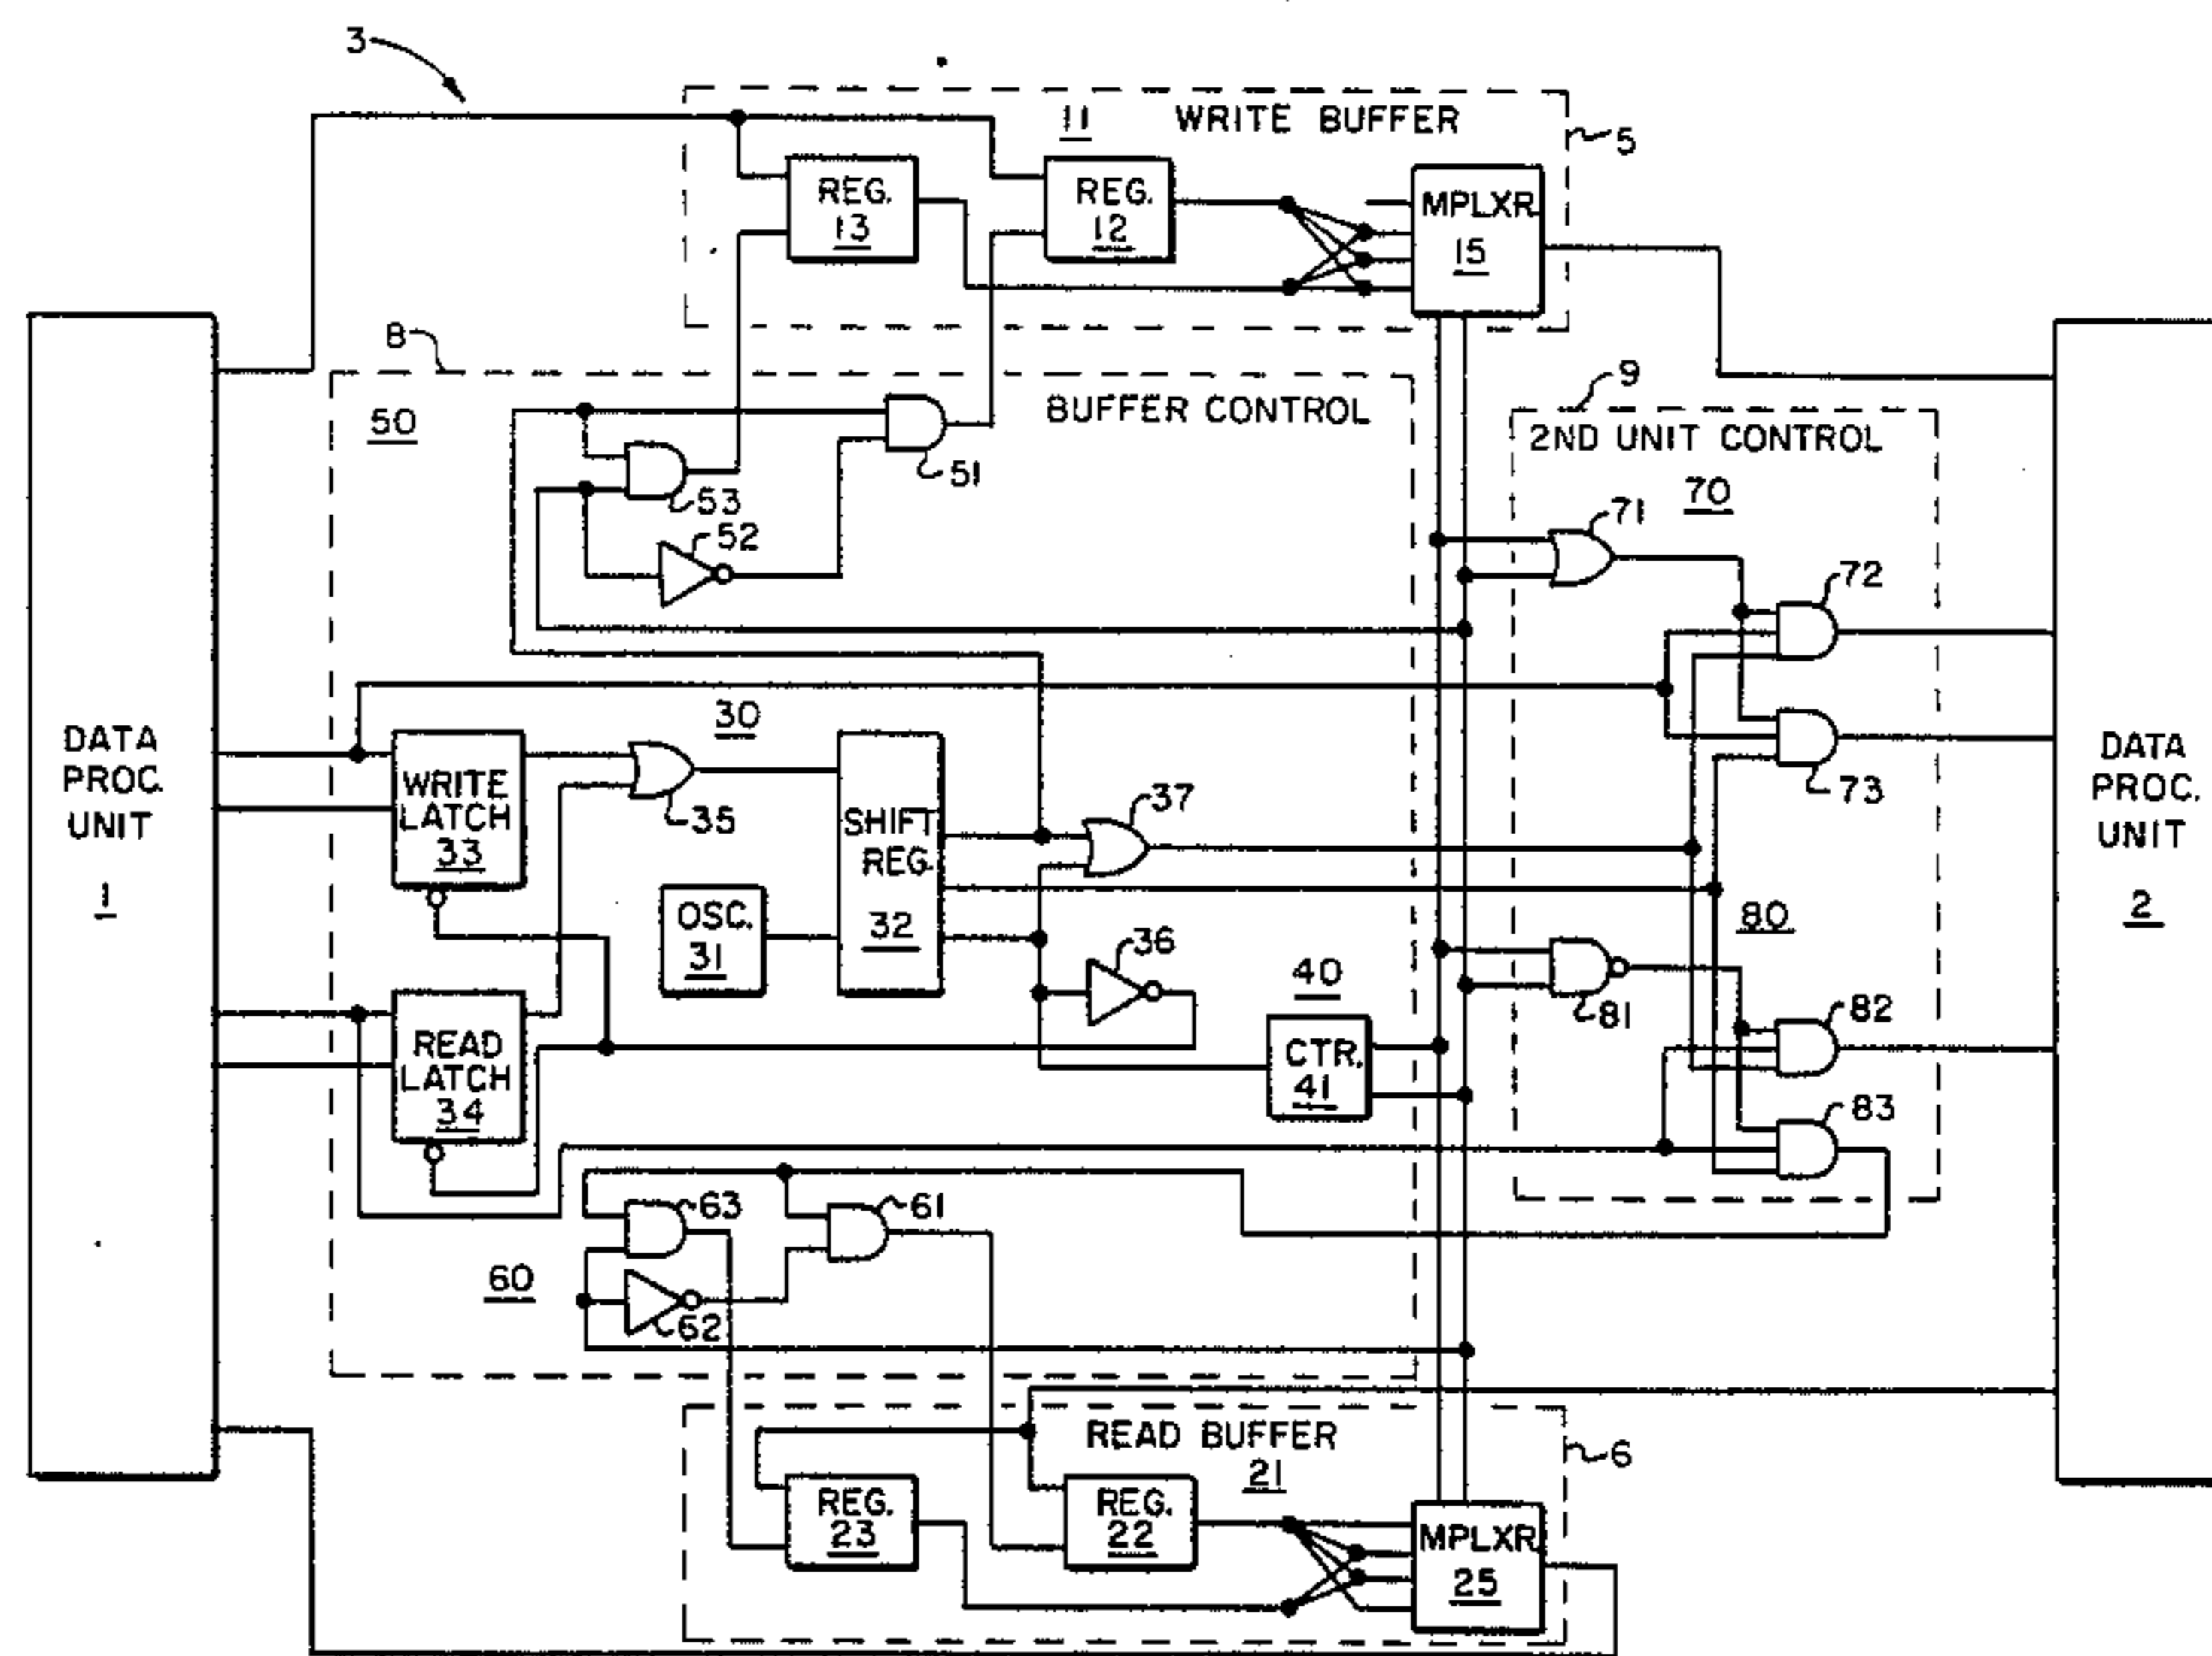 3
11 WRITE BUFFER
5
REG.
13
REG.
12
MPLXR.
15
8
50
BUFFER CONTROL
9
2ND UNIT CONTROL
70
51
53
52
71
72
73
DATA
PROC.
UNIT
1
30
WRITE
LATCH
33
35
SHIFT
REG.
32
37
OSC.
31
36
40
CTR.
41
READ
LATCH
34
80
81
82
83
DATA
PROC.
UNIT
2
63
61
60
62
READ BUFFER
21
6
REG.
23
REG.
22
MPLXR.
25